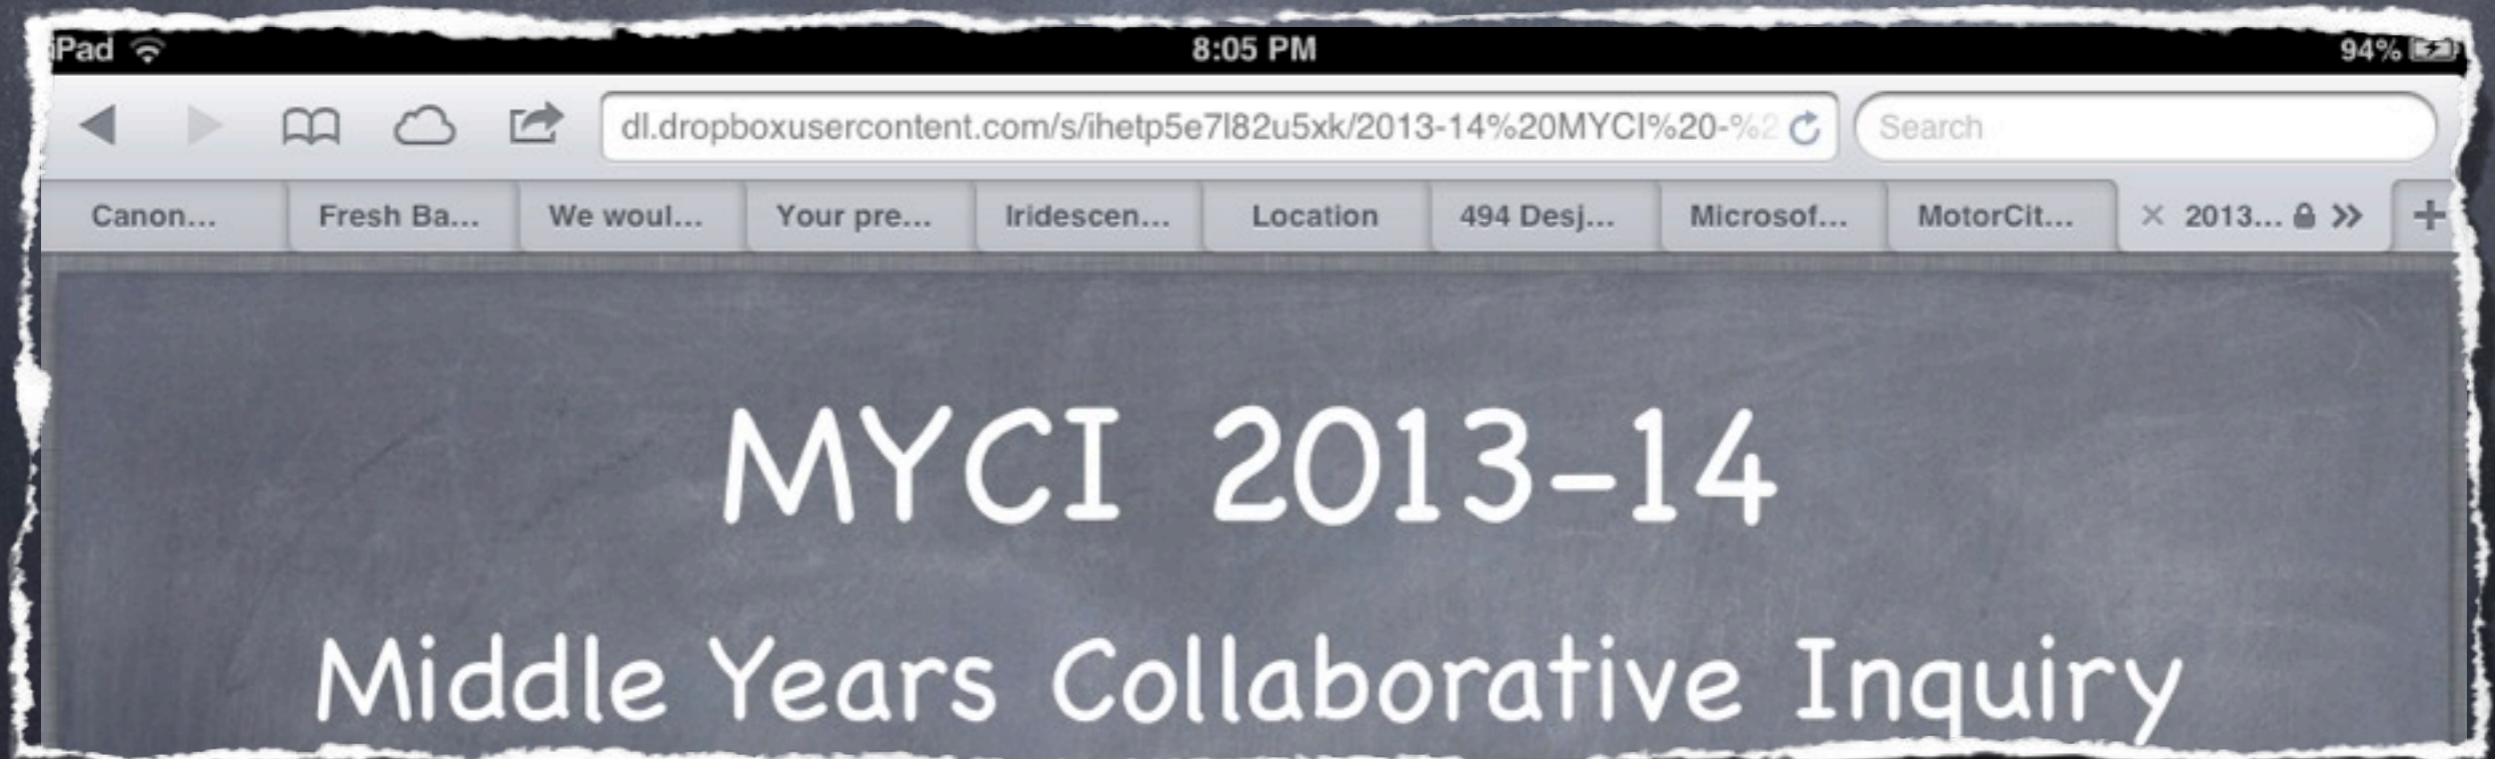 iPad 8:05 PM 94%
dl.dropboxusercontent.com/s/ihetp5e7l82u5xk/2013-14%20MYCI%20-%2 Search
Canon... Fresh Ba... We woul... Your pre... Iridescen... Location 494 Desj... Microsof... MotorCit... × 2013... >> +
MYCI 2013-14
Middle Years Collaborative Inquiry